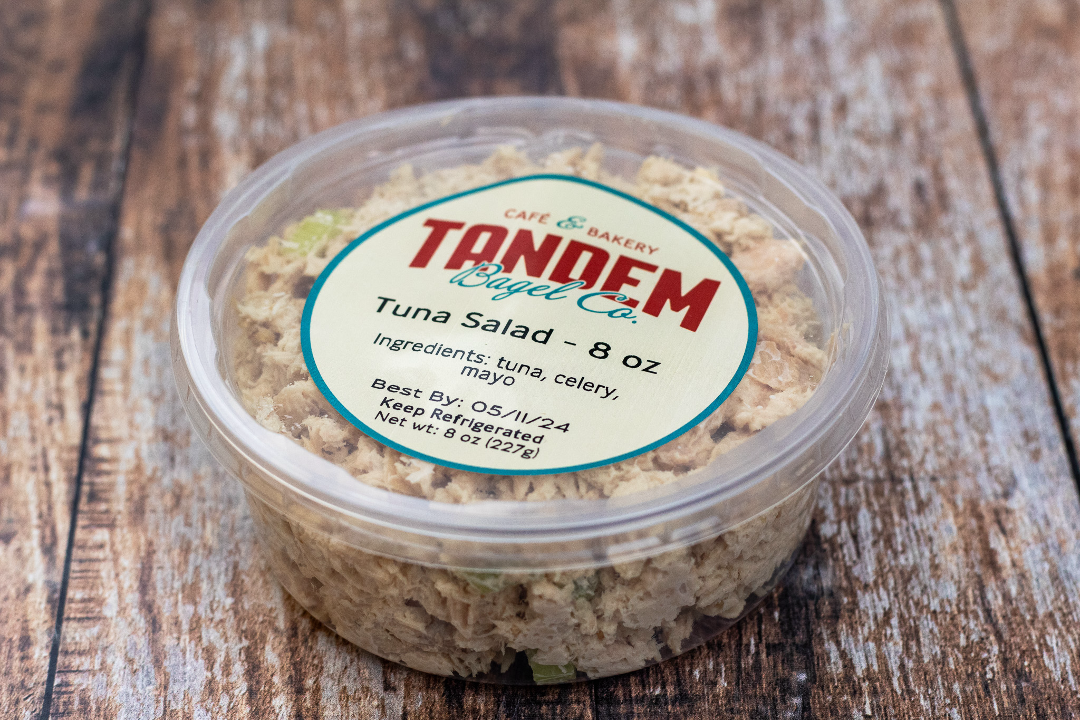 CAFÉ & BAKERY
TANDEM
Bagel Co.
Tuna Salad - 8 oz
Ingredients: tuna, celery,
mayo
Best By: 05/11/24
Keep Refrigerated
Net wt: 8 oz (227g)